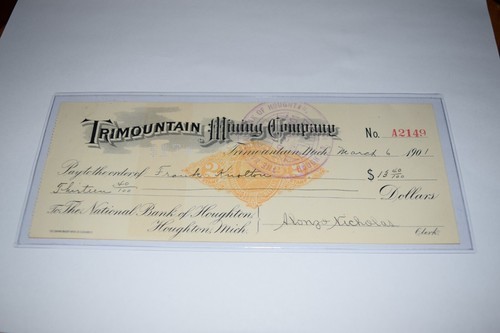 TRIMOUNTAIN Mining Company
No. A2149
Trimountain, Mich. March 6 1901
Pay to the order of Frank $ 13 40/100
Thirteen 40/100 Dollars
To The National Bank of Houghton,
Houghton, Mich.
Alonzo Nicholas
Clerk